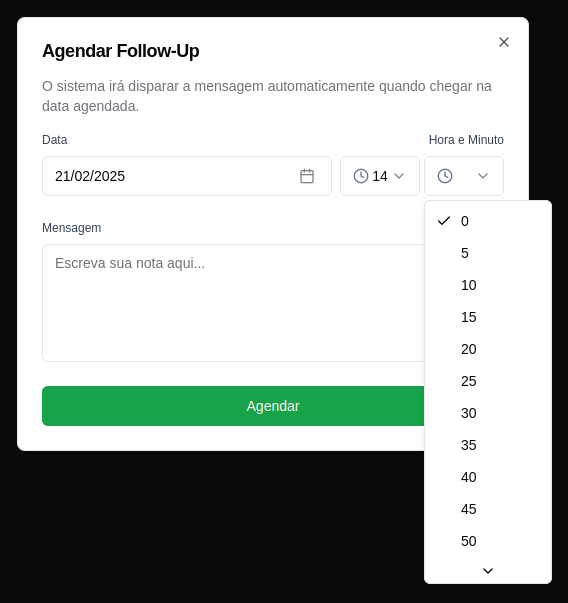 Agendar Follow-Up
O sistema irá disparar a mensagem automaticamente quando chegar na
data agendada.
Data
Hora e Minuto
21/02/2025
14
Mensagem
Escreva sua nota aqui...
Agendar
0
5
10
15
20
25
30
35
40
45
50